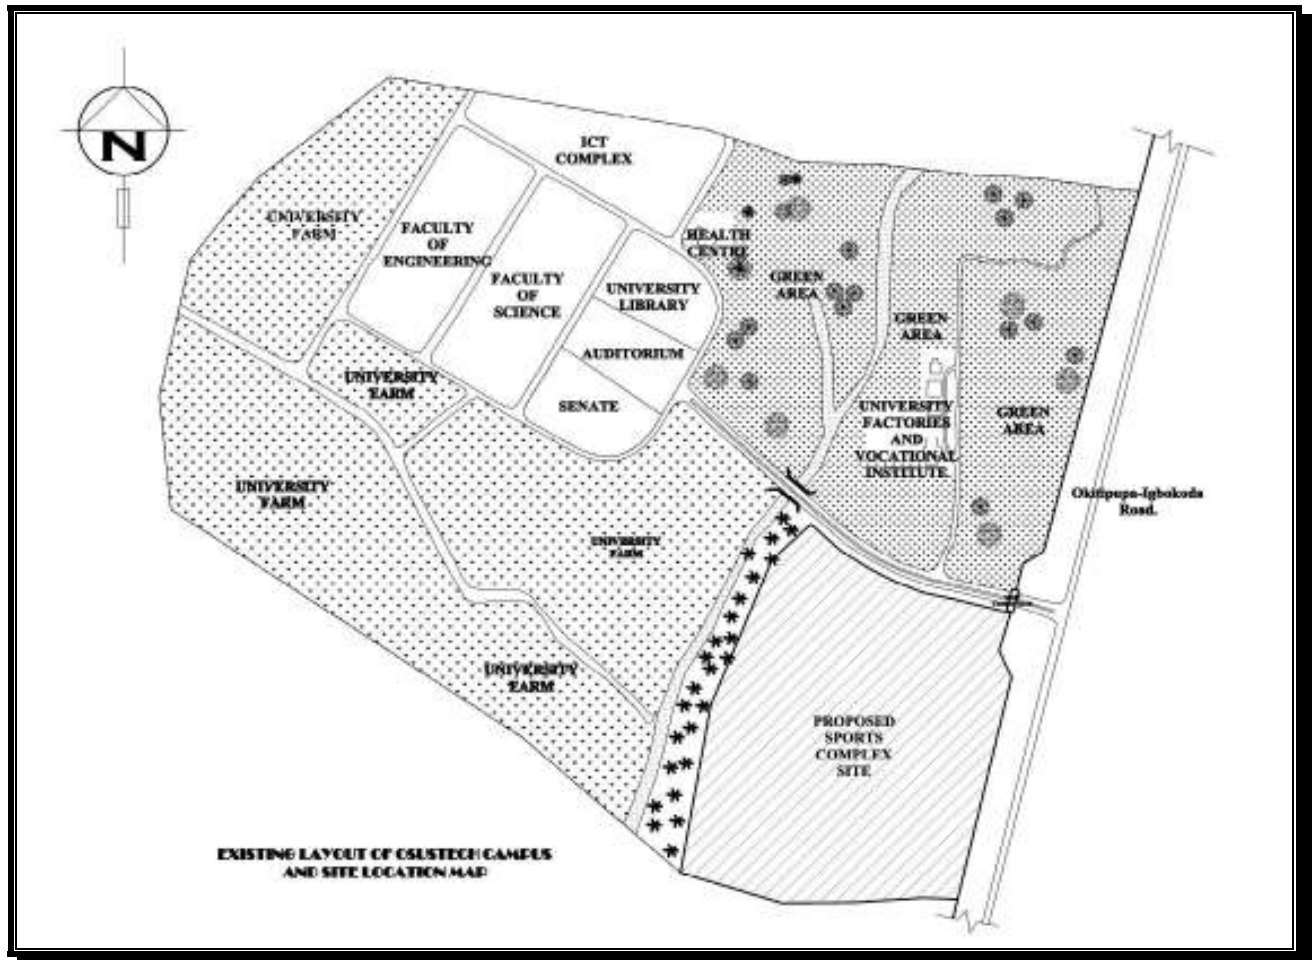 N
ICT
COMPLEX
UNIVERSITY
FARM
FACULTY
OF
ENGINEERING
HEALTH
CENTRE
FACULTY
OF
SCIENCE
UNIVERSITY
LIBRARY
GREEN
AREA
GREEN
AREA
AUDITORIUM
UNIVERSITY
FARM
SENATE
UNIVERSITY
FACTORIES
AND
VOCATIONAL
INSTITUTE
GREEN
AREA
UNIVERSITY
FARM
Okitipupa-Igbokoda
Road.
UNIVERSITY
FARM
UNIVERSITY
FARM
PROPOSED
SPORTS
COMPLEX
SITE
EXISTING LAYOUT OF OSUSTECH CAMPUS
AND SITE LOCATION MAP